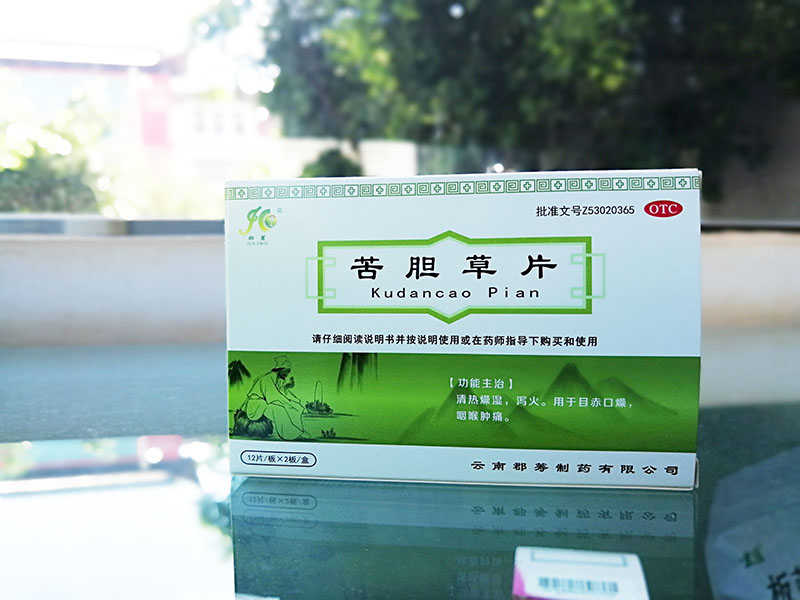 批准文号Z53020365 OTC
苦胆草片
Kudancao Pian
请仔细阅读说明书并按说明使用或在药师指导下购买和使用
【功能主治】
清热燥湿，泻火。用于目赤口燥，
咽喉肿痛。
12片/板×2板/盒
云南郡筹制药有限公司